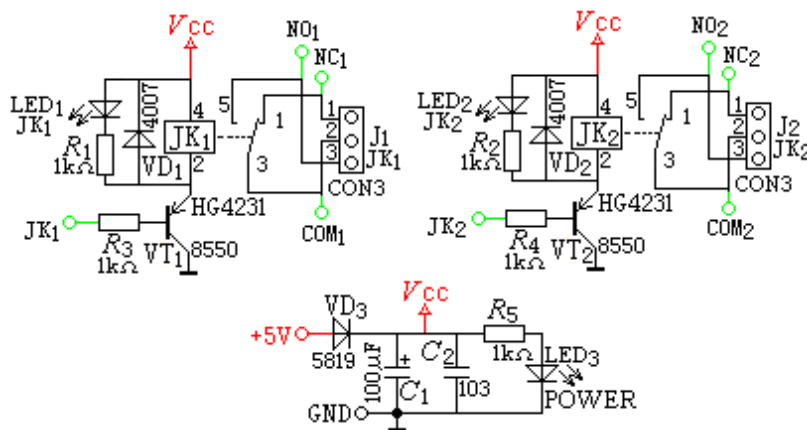 VCC
NO1
NC1
LED1
JK1
4007
4
5
JK1
1
1
2
3
J1
JK1
R1
1kΩ
VD1
2
3
CON3
HG4231
JK1
R3
1kΩ
VT1
8550
COM1
VCC
NO2
NC2
LED2
JK2
4007
4
5
JK2
1
1
2
3
J2
JK2
R2
1kΩ
VD2
2
3
CON3
HG4231
JK2
R4
1kΩ
VT2
8550
COM2
VD3
VCC
+5V
5819
R5
1kΩ
100μF
+
C1
C2
103
LED3
POWER
GND